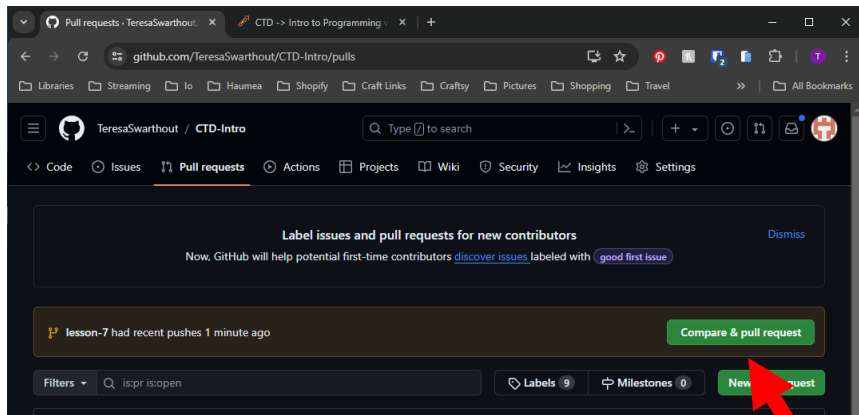 Pull requests · TeresaSwarthout
CTD -> Intro to Programming v
github.com/TeresaSwarthout/CTD-Intro/pulls
T
2
Libraries Streaming Io Haumea Shopify Craft Links Craftsy Pictures Shopping Travel » All Bookmarks
TeresaSwarthout / CTD-Intro
Type / to search
Code Issues Pull requests Actions Projects Wiki Security Insights Settings
Label issues and pull requests for new contributors
Dismiss
Now, GitHub will help potential first-time contributors discover issues labeled with good first issue
lesson-7 had recent pushes 1 minute ago
Compare & pull request
Filters is:pr is:open Labels 9 Milestones 0 New